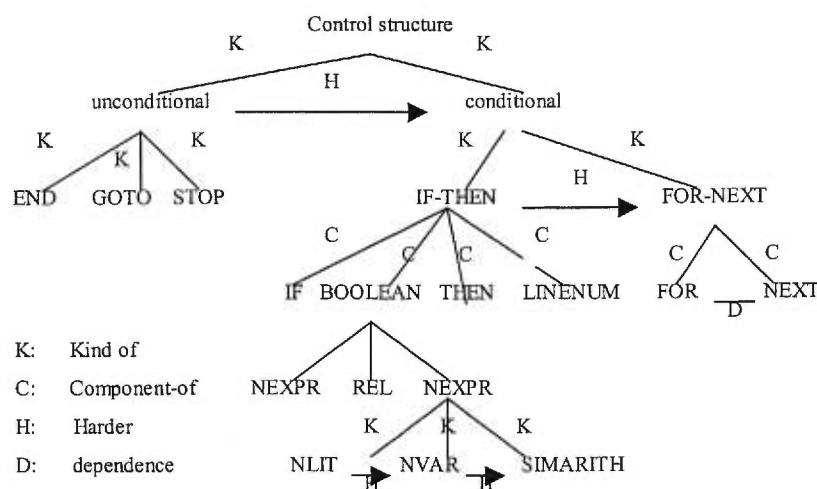 Control structure
K K
H
unconditional conditional
K K K K K
H
END GOTO STOP IF-THEN FOR-NEXT
C C C C C C
IF BOOLEAN THEN LINENUM FOR NEXT
D
K: Kind of
C: Component-of NEXPR REL NEXPR
H: Harder K K K
D: dependence NLIT NVAR SIMARITH
H H